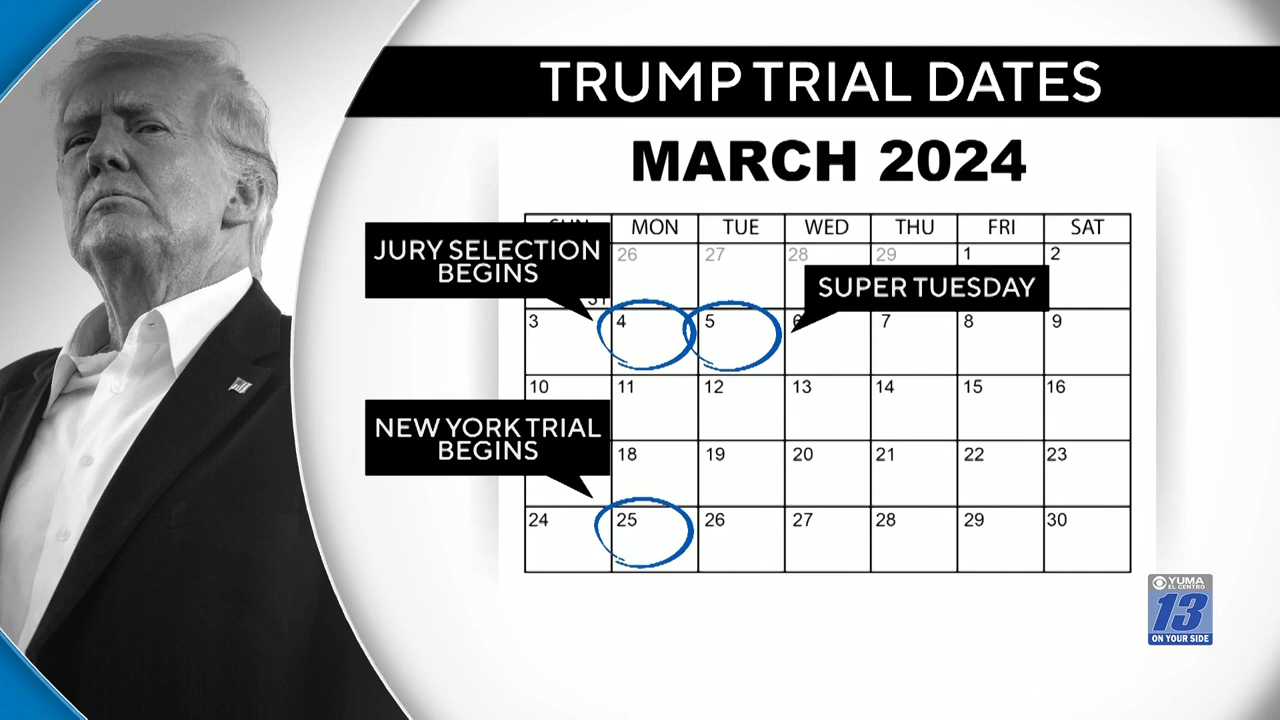 TRUMP TRIAL DATES
MARCH 2024
MON TUE WED THU FRI SAT
JURY SELECTION
BEGINS
26 27 28 29 1 2
SUPER TUESDAY
31
3 4 5 6 7 8 9
10 11 12 13 14 15 16
NEW YORK TRIAL
BEGINS
18 19 20 21 22 23
24 25 26 27 28 29 30
YUMA
EL CENTRO
13
ON YOUR SIDE